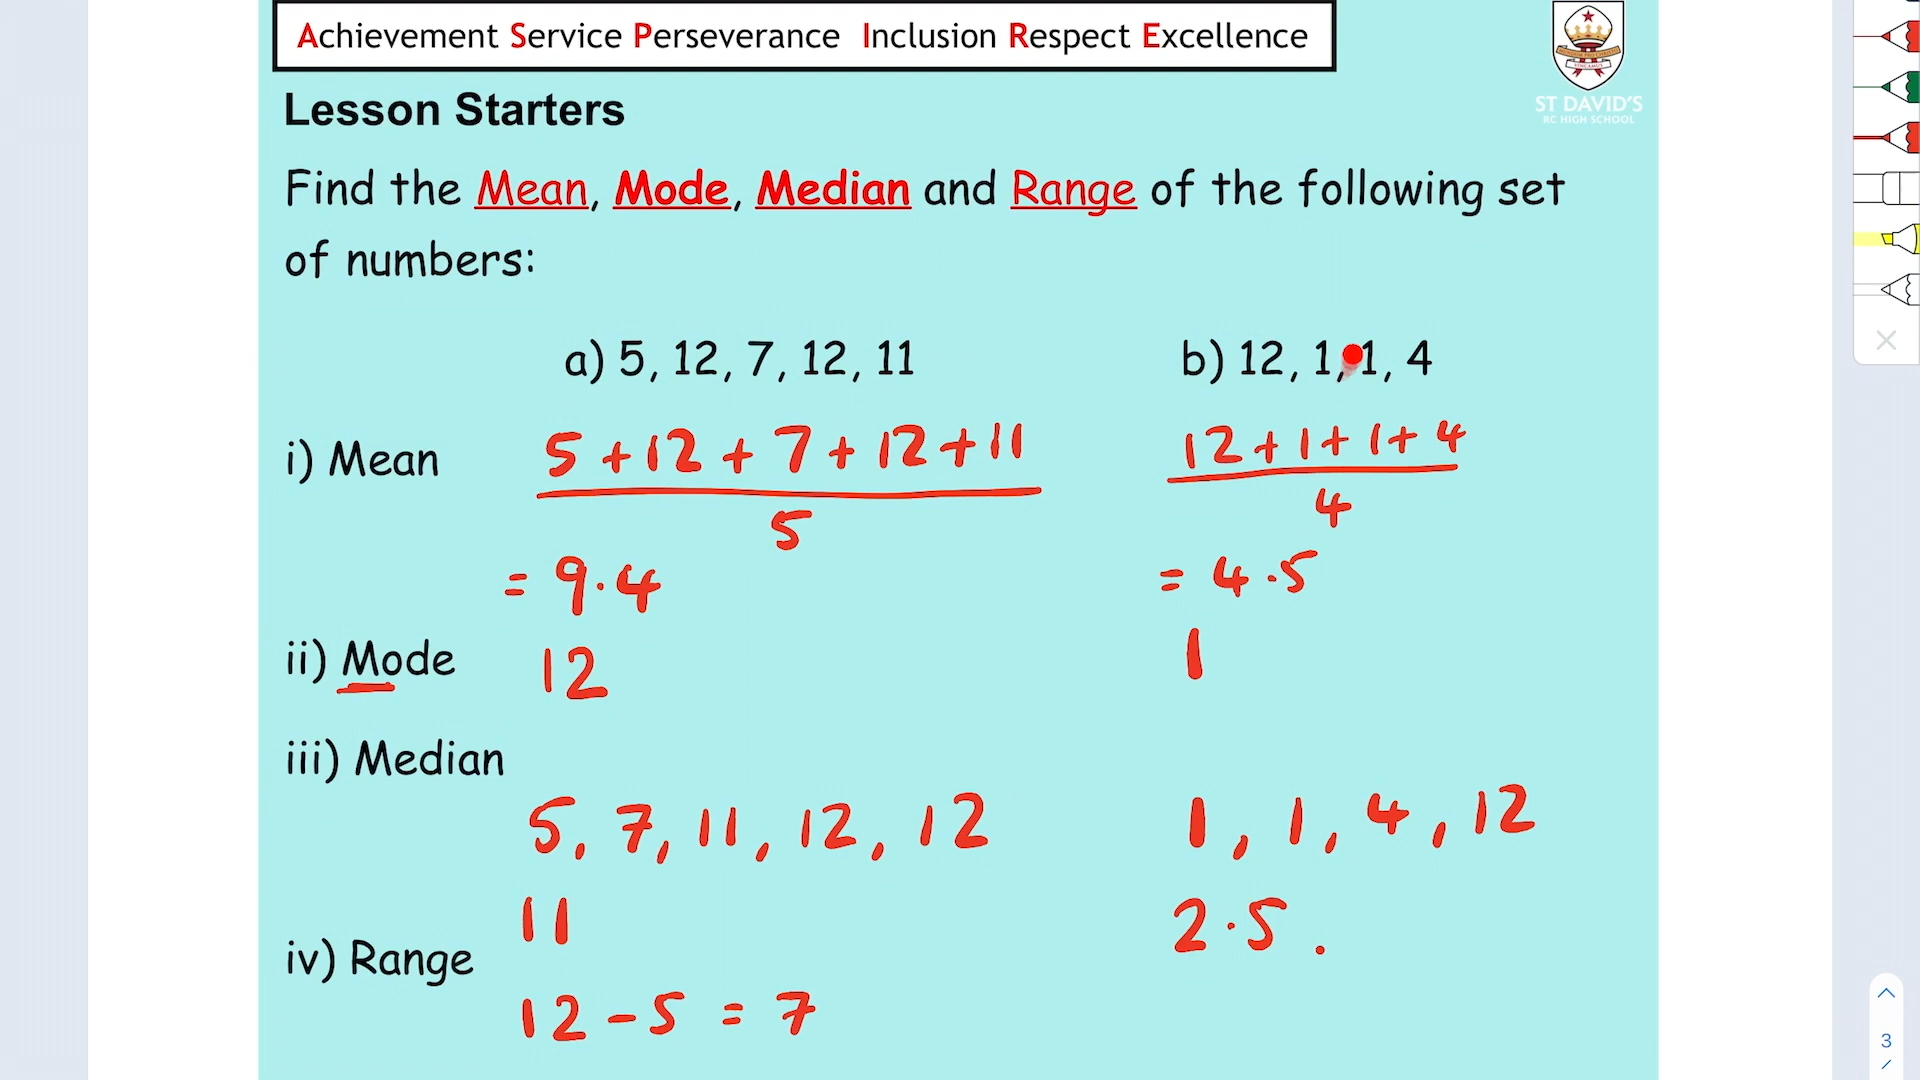 Achievement Service Perseverance Inclusion Respect Excellence
ST DAVID'S
RC HIGH SCHOOL
Lesson Starters
Find the Mean, Mode, Median and Range of the following set
of numbers:
a) 5, 12, 7, 12, 11
b) 12, 1, 1, 4
i) Mean
5 + 12 + 7 + 12 + 11
5
12 + 1 + 1 + 4
4
= 9.4
= 4.5
ii) Mode
12
1
iii) Median
5, 7, 11, 12, 12
1, 1, 4, 12
11
2.5 .
iv) Range
12 - 5 = 7
3